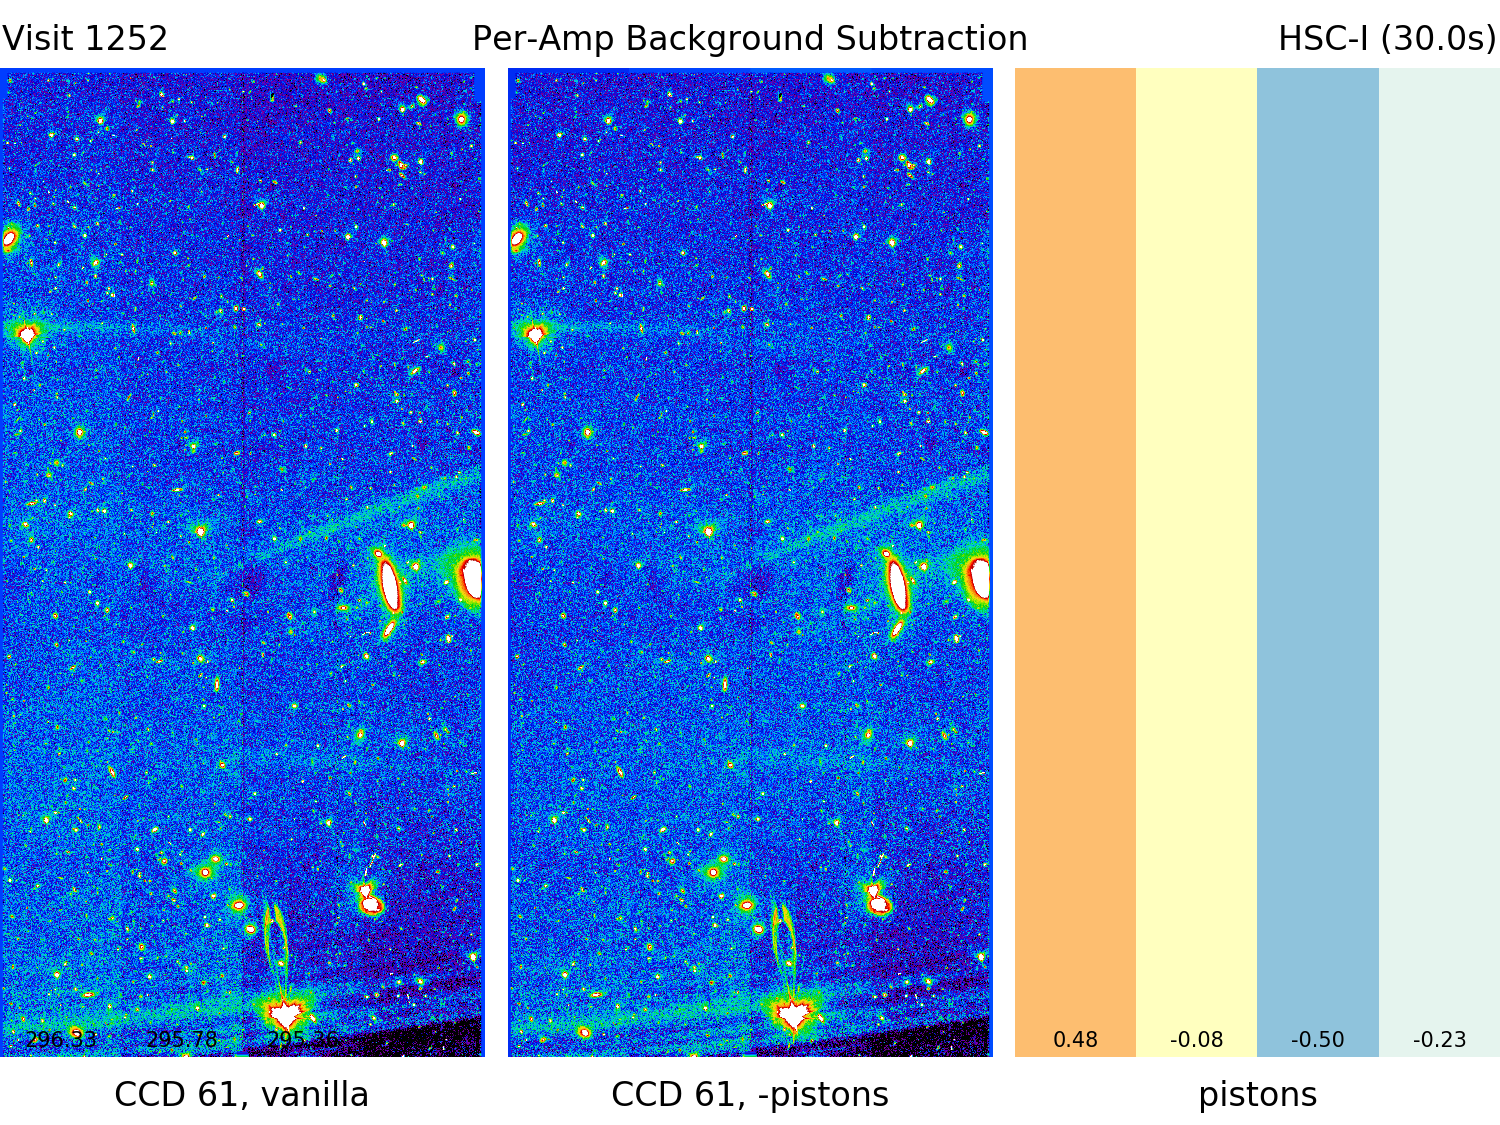 Visit 1252 Per-Amp Background Subtraction HSC-I (30.0s)
296.33 295.78 295.36 0.48 -0.08 -0.50 -0.23
CCD 61, vanilla CCD 61, -pistons pistons